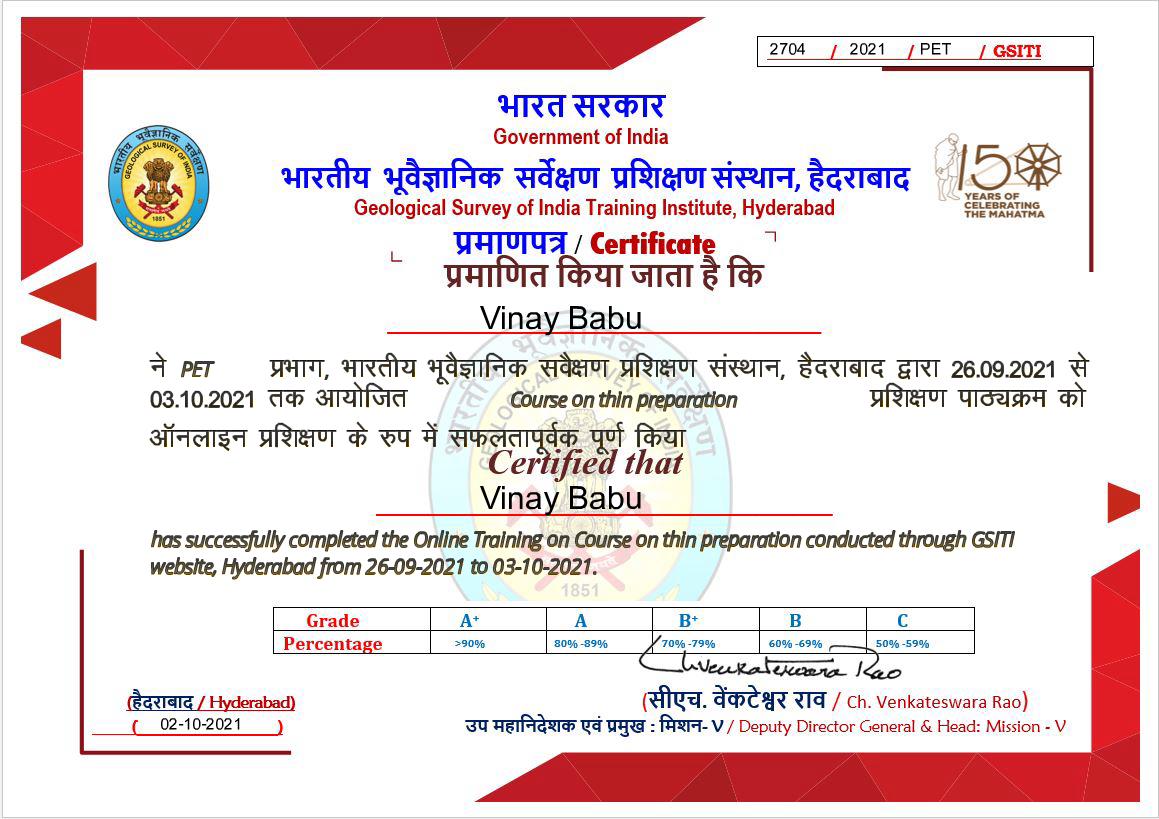 2704 / 2021 / PET / GSITI
भारत सरकार
Government of India
भारतीय भूवैज्ञानिक सर्वेक्षण प्रशिक्षण संस्थान, हैदराबाद
Geological Survey of India Training Institute, Hyderabad
भारतीय भूवैज्ञानिक सर्वेक्षण
GEOLOGICAL SURVEY OF INDIA
1851
150
YEARS OF
CELEBRATING
THE MAHATMA
प्रमाणपत्र / Certificate
प्रमाणित किया जाता है कि
Vinay Babu
ने PET प्रभाग, भारतीय भूवैज्ञानिक सवैक्षण प्रशिक्षण संस्थान, हैदराबाद द्वारा 26.09.2021 से
03.10.2021 तक आयोजित Course on thin preparation प्रशिक्षण पाठ्यक्रम को
ऑनलाइन प्रशिक्षण के रुप में सफलतापूर्वक पूर्ण किया
Certified that
Vinay Babu
has successfully completed the Online Training on Course on thin preparation conducted through GSITI
website, Hyderabad from 26-09-2021 to 03-10-2021.
1851
Grade A+ A B+ B C
Percentage >90% 80% -89% 70% -79% 60% -69% 50% -59%
Ch Venkateswara Rao
(हैदराबाद / Hyderabad)
( 02-10-2021 )
(सीएच. वेंकटेश्वर राव / Ch. Venkateswara Rao)
उप महानिदेशक एवं प्रमुख : मिशन- V / Deputy Director General & Head: Mission - V